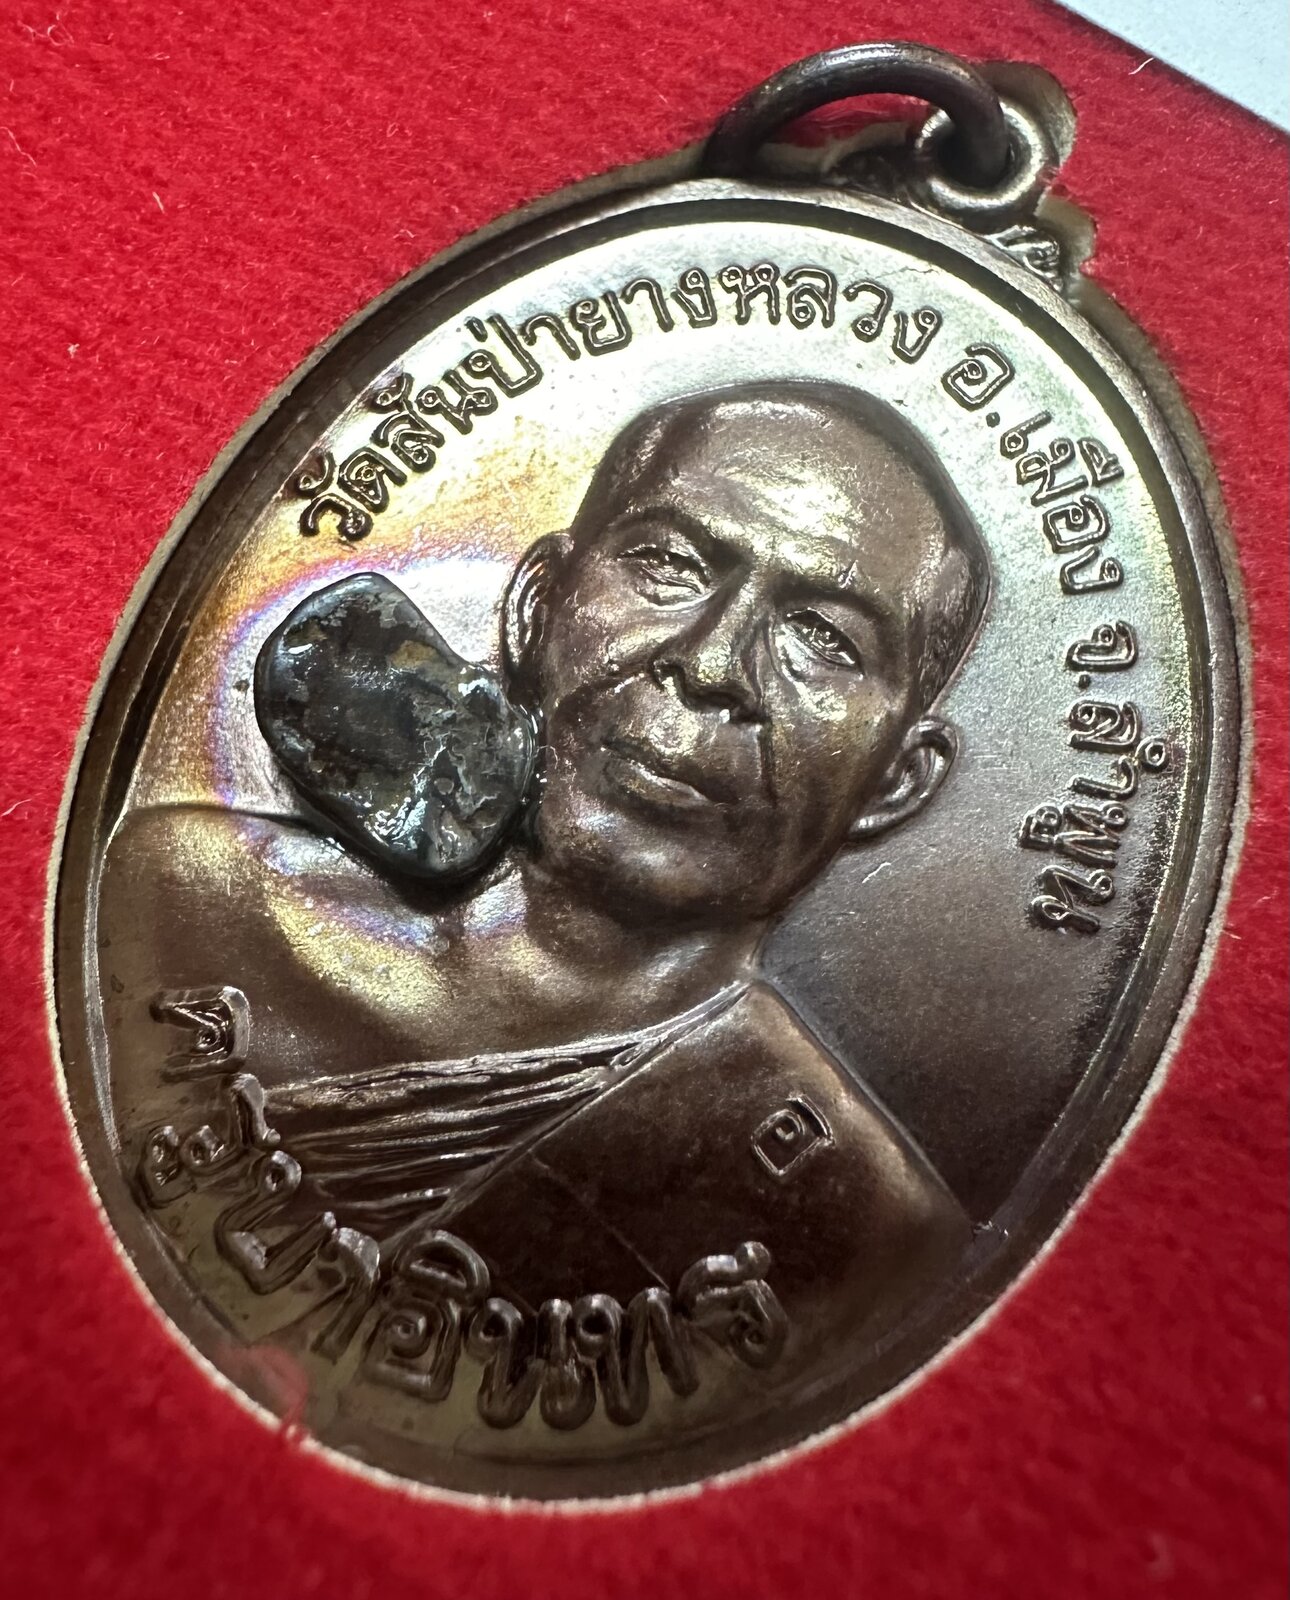 วัดสันป่ายางหลวง อ.เมือง จ.ลำพูน
อ
ครูบาอินทร